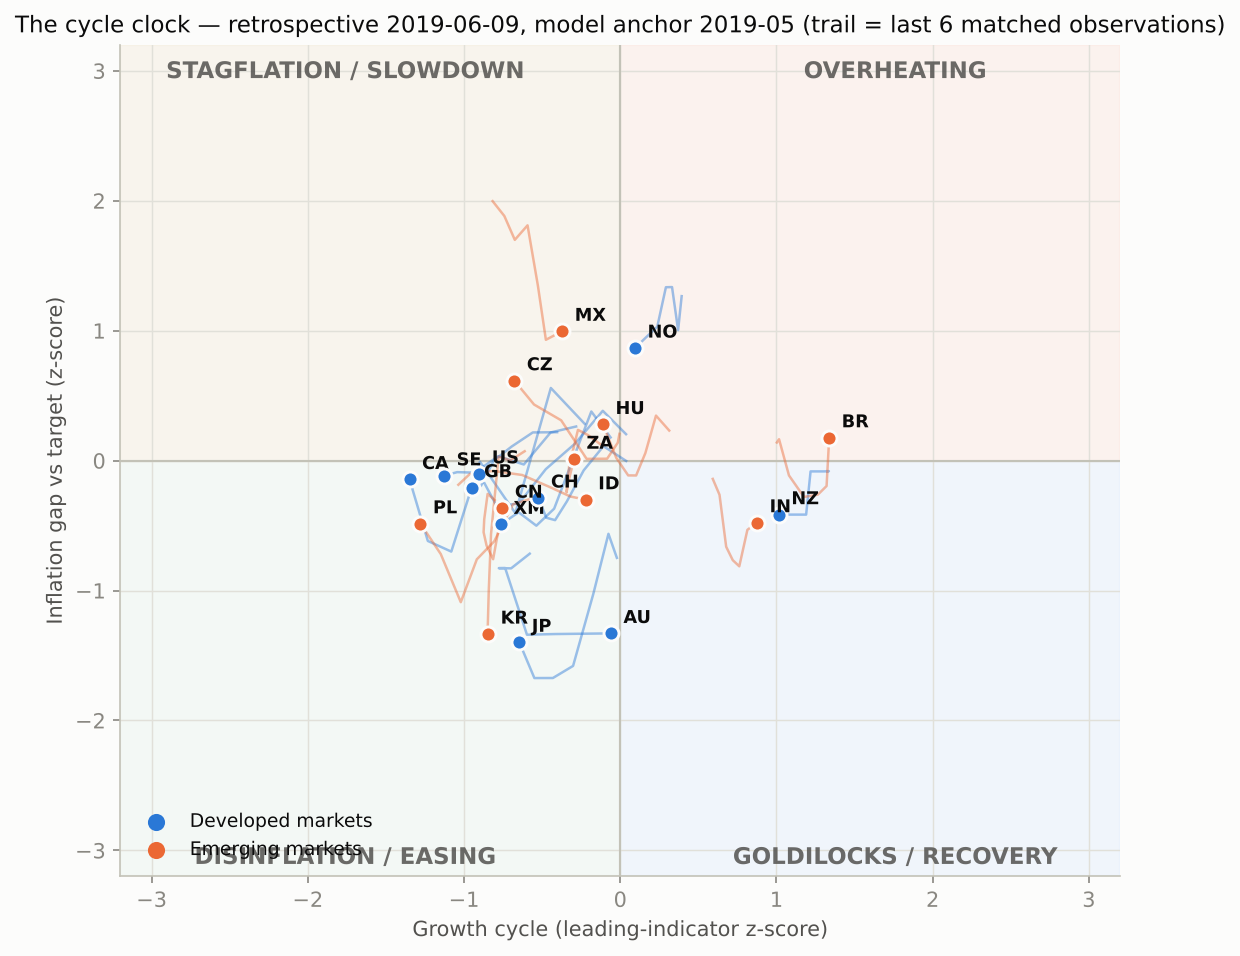 The cycle clock — retrospective 2019-06-09, model anchor 2019-05 (trail = last 6 matched observations)
STAGFLATION / SLOWDOWN
OVERHEATING
3
2
1
0
−1
−2
−3
Inflation gap vs target (z-score)
MX
NO
CZ
HU
BR
ZA
CA
SE
US
GB
CH
ID
CN
XM
IN
NZ
PL
KR
JP
AU
Developed markets
Emerging markets
DISINFLATION / EASING
GOLDILOCKS / RECOVERY
−3
−2
−1
0
1
2
3
Growth cycle (leading-indicator z-score)